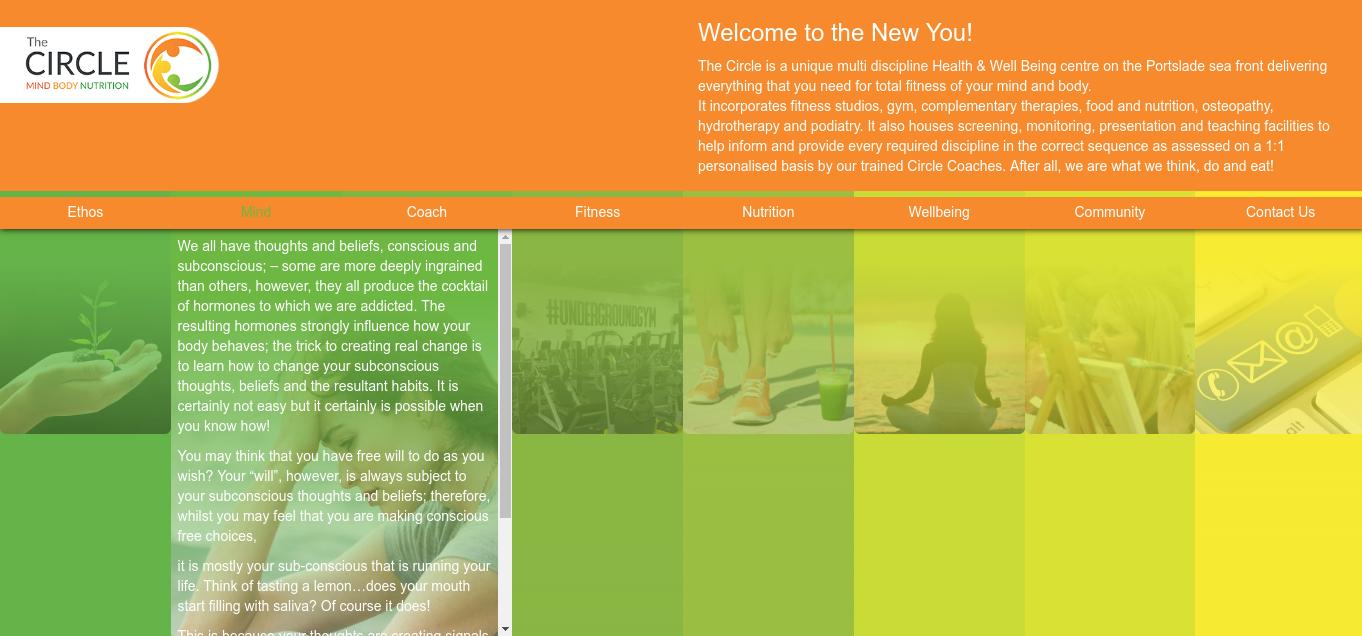 The
CIRCLE
MIND BODY NUTRITION
Welcome to the New You!
The Circle is a unique multi discipline Health & Well Being centre on the Portslade sea front delivering
everything that you need for total fitness of your mind and body.
It incorporates fitness studios, gym, complementary therapies, food and nutrition, osteopathy,
hydrotherapy and podiatry. It also houses screening, monitoring, presentation and teaching facilities to
help inform and provide every required discipline in the correct sequence as assessed on a 1:1
personalised basis by our trained Circle Coaches. After all, we are what we think, do and eat!
Ethos
Mind
Coach
Fitness
Nutrition
Wellbeing
Community
Contact Us
We all have thoughts and beliefs, conscious and
subconscious; – some are more deeply ingrained
than others, however, they all produce the cocktail
of hormones to which we are addicted. The
resulting hormones strongly influence how your
body behaves; the trick to creating real change is
to learn how to change your subconscious
thoughts, beliefs and the resultant habits. It is
certainly not easy but it certainly is possible when
you know how!
You may think that you have free will to do as you
wish? Your “will”, however, is always subject to
your subconscious thoughts and beliefs; therefore,
whilst you may feel that you are making conscious
free choices,
it is mostly your sub-conscious that is running your
life. Think of tasting a lemon…does your mouth
start filling with saliva? Of course it does!
This is because your thoughts are creating signals
#UNDERGROUNDGYM
@
alt